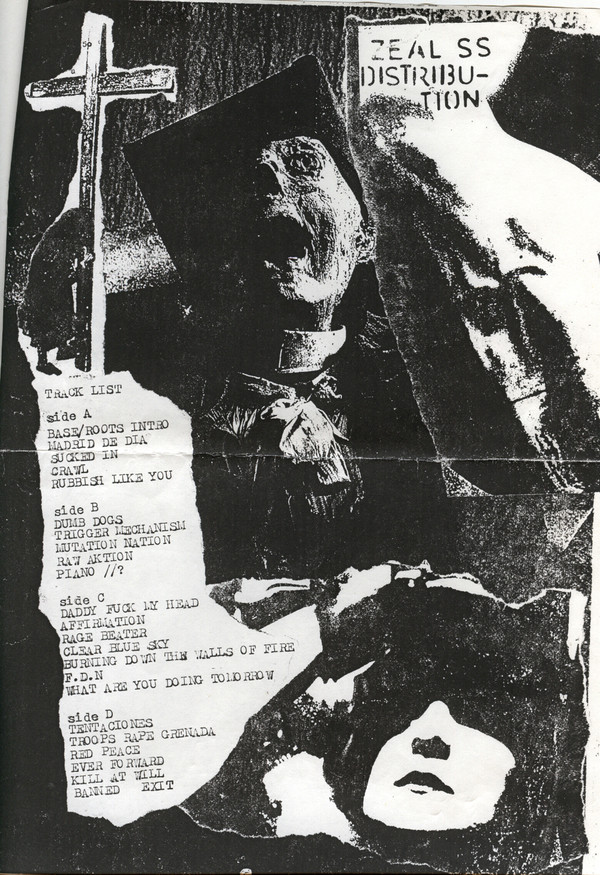 ZEAL SS
DISTRIBU-
TION
TRACK LIST
side A
BASE/ROOTS INTRO
MADRID DE DIA
SUCKED IN
CRAWL
RUBBISH LIKE YOU
side B
DUMB DOGS
TRIGGER MECHANISM
MUTATION NATION
RAW AKTION
PIANO //?
side C
DADDY FUCK MY HEAD
AFFIRMATION
RAGE BEATER
CLEAR BLUE SKY
BURNING DOWN THE WALLS OF FIRE
F.D.N
WHAT ARE YOU DOING TOMORROW
side D
TENTACIONES
TROOPS RAPE GRENADA
RED PEACE
EVER FORWARD
KILL AT WILL
BANNED EXIT